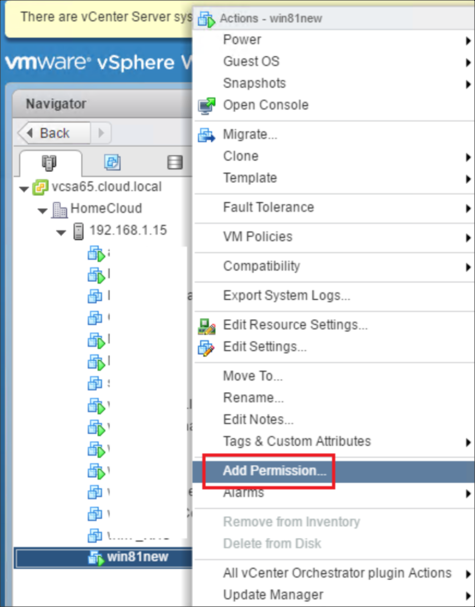 There are vCenter Server sys
vmware® vSphere W
Navigator
Back
vcsa65.cloud.local
HomeCloud
192.168.1.15
win81new
Actions - win81new
Power
Guest OS
Snapshots
Open Console
Migrate...
Clone
Template
Fault Tolerance
VM Policies
Compatibility
Export System Logs...
Edit Resource Settings...
Edit Settings...
Move To...
Rename...
Edit Notes...
Tags & Custom Attributes
Add Permission...
Alarms
Remove from Inventory
Delete from Disk
All vCenter Orchestrator plugin Actions
Update Manager